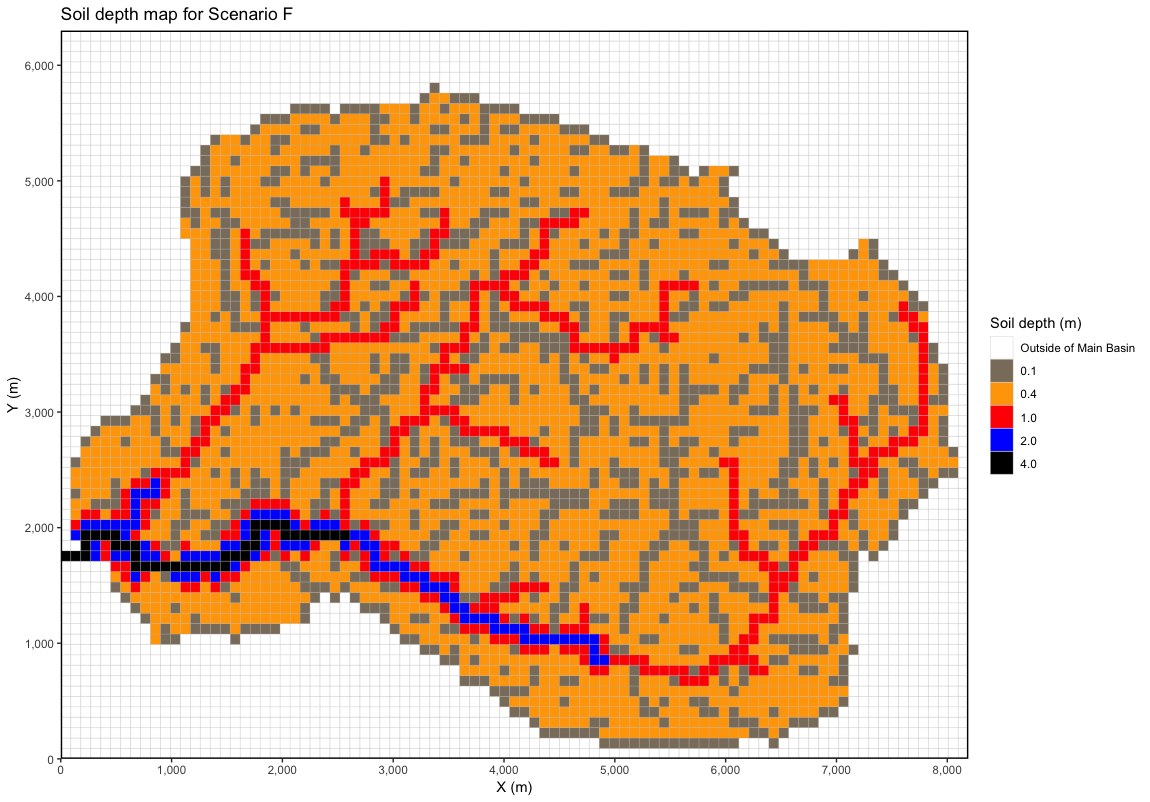 Soil depth map for Scenario F
6,000
5,000
4,000
3,000
2,000
1,000
0
Y (m)
0 1,000 2,000 3,000 4,000 5,000 6,000 7,000 8,000
X (m)
Soil depth (m)
Outside of Main Basin
0.1
0.4
1.0
2.0
4.0